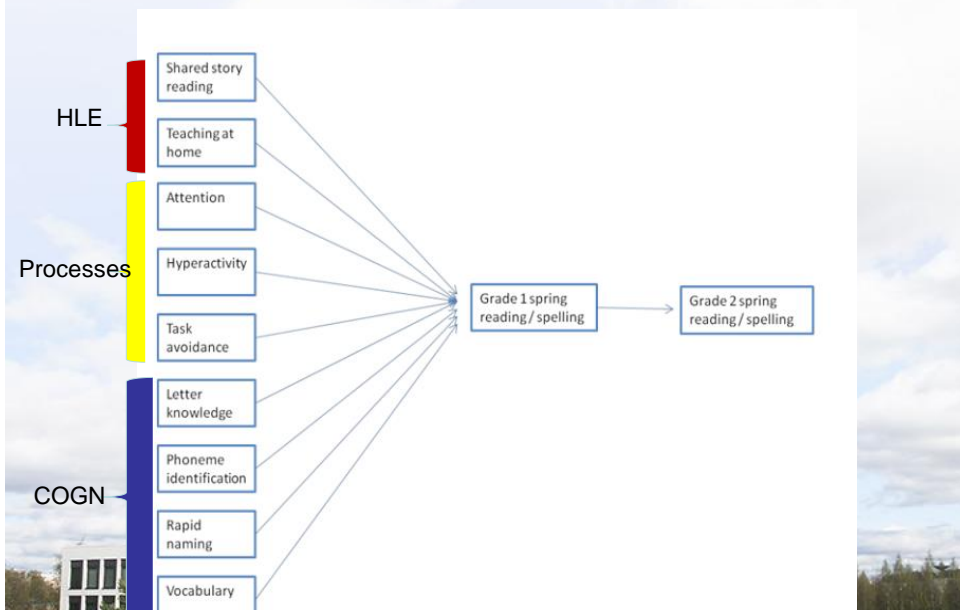 HLE
Shared story
reading
Teaching at
home
Processes
Attention
Hyperactivity
Task
avoidance
COGN
Letter
knowledge
Phoneme
identification
Rapid
naming
Vocabulary
Grade 1 spring
reading / spelling
Grade 2 spring
reading / spelling